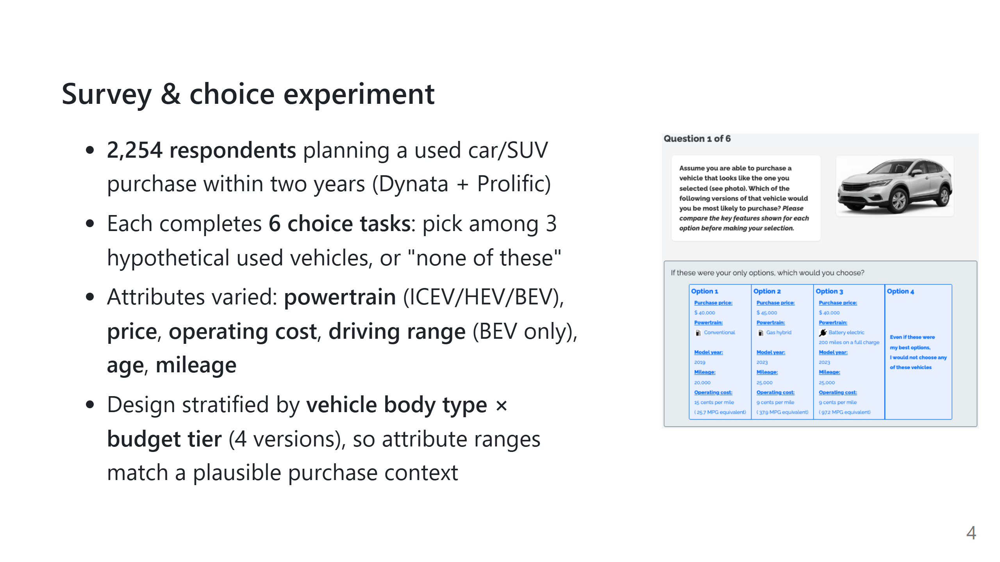 Survey & choice experiment
• 2,254 respondents planning a used car/SUV
purchase within two years (Dynata + Prolific)
• Each completes 6 choice tasks: pick among 3
hypothetical used vehicles, or "none of these"
• Attributes varied: powertrain (ICEV/HEV/BEV),
price, operating cost, driving range (BEV only),
age, mileage
• Design stratified by vehicle body type ×
budget tier (4 versions), so attribute ranges
match a plausible purchase context
Question 1 of 6
Assume you are able to purchase a
vehicle that looks like the one you
selected (see photo). Which of the
following versions of that vehicle would
you be most likely to purchase? Please
compare the key features shown for each
option before making your selection.
If these were your only options, which would you choose?
Option 1
Purchase price:
$ 40,000
Powertrain:
Conventional
Model year:
2019
Mileage:
20,000
Operating cost:
15 cents per mile
( 25.7 MPG equivalent)
Option 2
Purchase price:
$ 45,000
Powertrain:
Gas hybrid
Model year:
2023
Mileage:
25,000
Operating cost:
9 cents per mile
( 37.9 MPG equivalent)
Option 3
Purchase price:
$ 40,000
Powertrain:
Battery electric
200 miles on a full charge
Model year:
2023
Mileage:
25,000
Operating cost:
9 cents per mile
( 97.2 MPG equivalent)
Option 4
Even if these were
my best options,
I would not choose any
of these vehicles
4